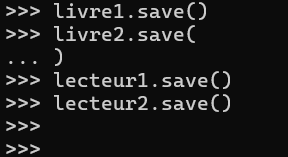 >>> livre1.save()
>>> livre2.save(
... )
>>> lecteur1.save()
>>> lecteur2.save()
>>>
>>>